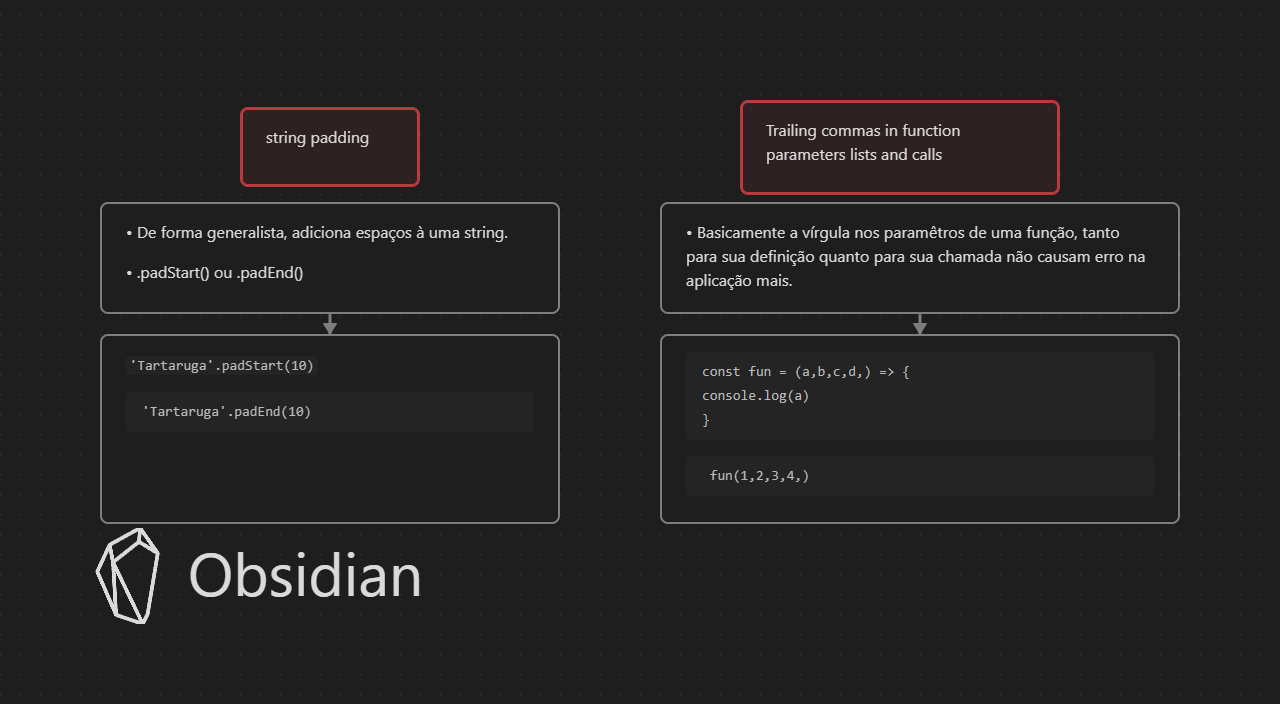 string padding
• De forma generalista, adiciona espaços à uma string.
• .padStart() ou .padEnd()
'Tartaruga'.padStart(10)
'Tartaruga'.padEnd(10)
Trailing commas in function
parameters lists and calls
• Basicamente a vírgula nos paramêtros de uma função, tanto
para sua definição quanto para sua chamada não causam erro na
aplicação mais.
const fun = (a,b,c,d,) => {
console.log(a)
}
fun(1,2,3,4,)
Obsidian